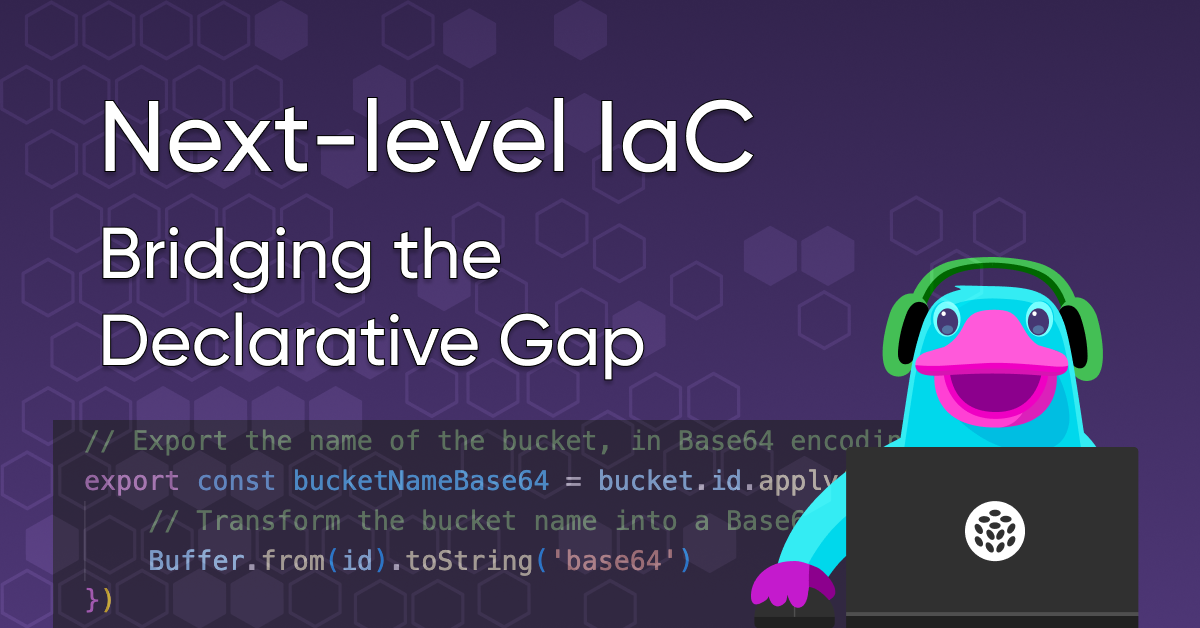 Next-level IaC
Bridging the
Declarative Gap
// Export the name of the bucket, in Base64
export const bucketNameBase64 = bucket.id.apply
// Transform the bucket name into a
Buffer.from(id).toString('base64')
})